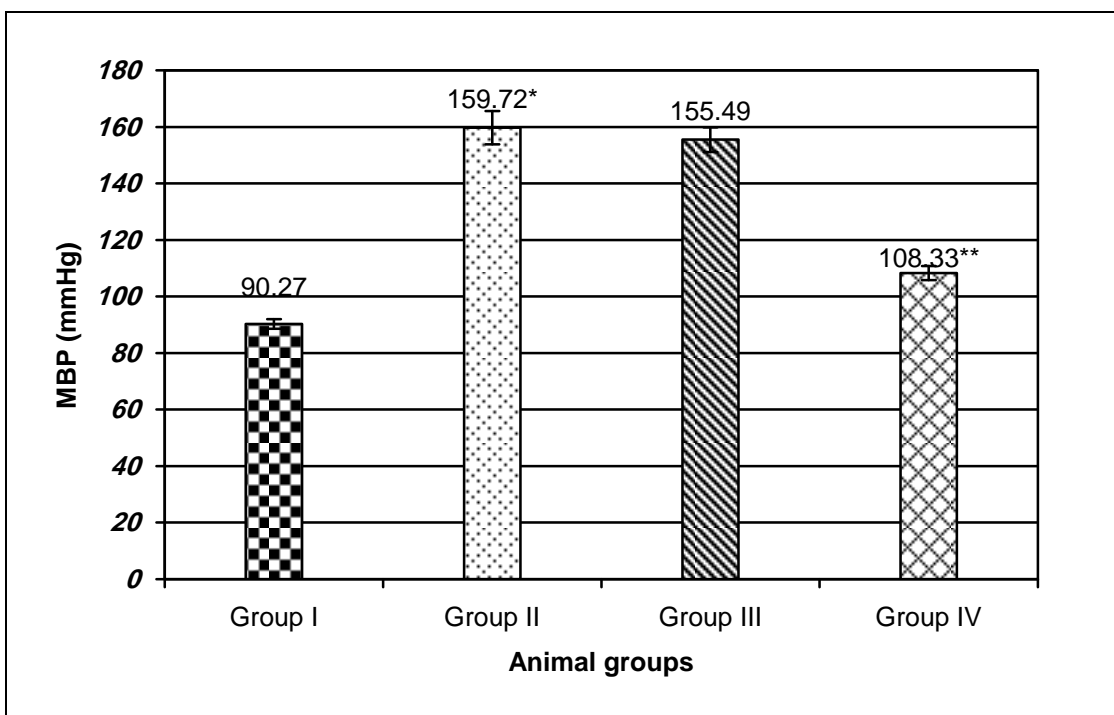 180
160
140
120
100
80
60
40
20
0
MBP (mmHg)
90.27
159.72*
155.49
108.33**
Group I
Group II
Group III
Group IV
Animal groups